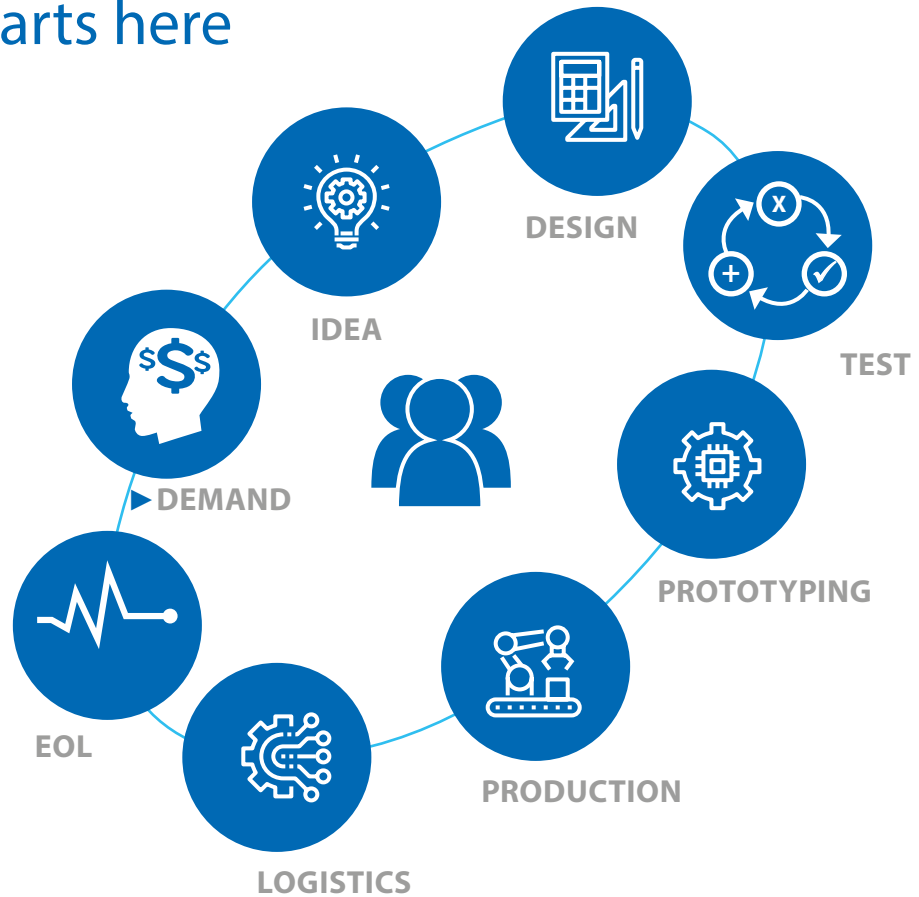 arts here
DESIGN
IDEA
TEST
X
+
$$$
▶DEMAND
PROTOTYPING
EOL
PRODUCTION
LOGISTICS